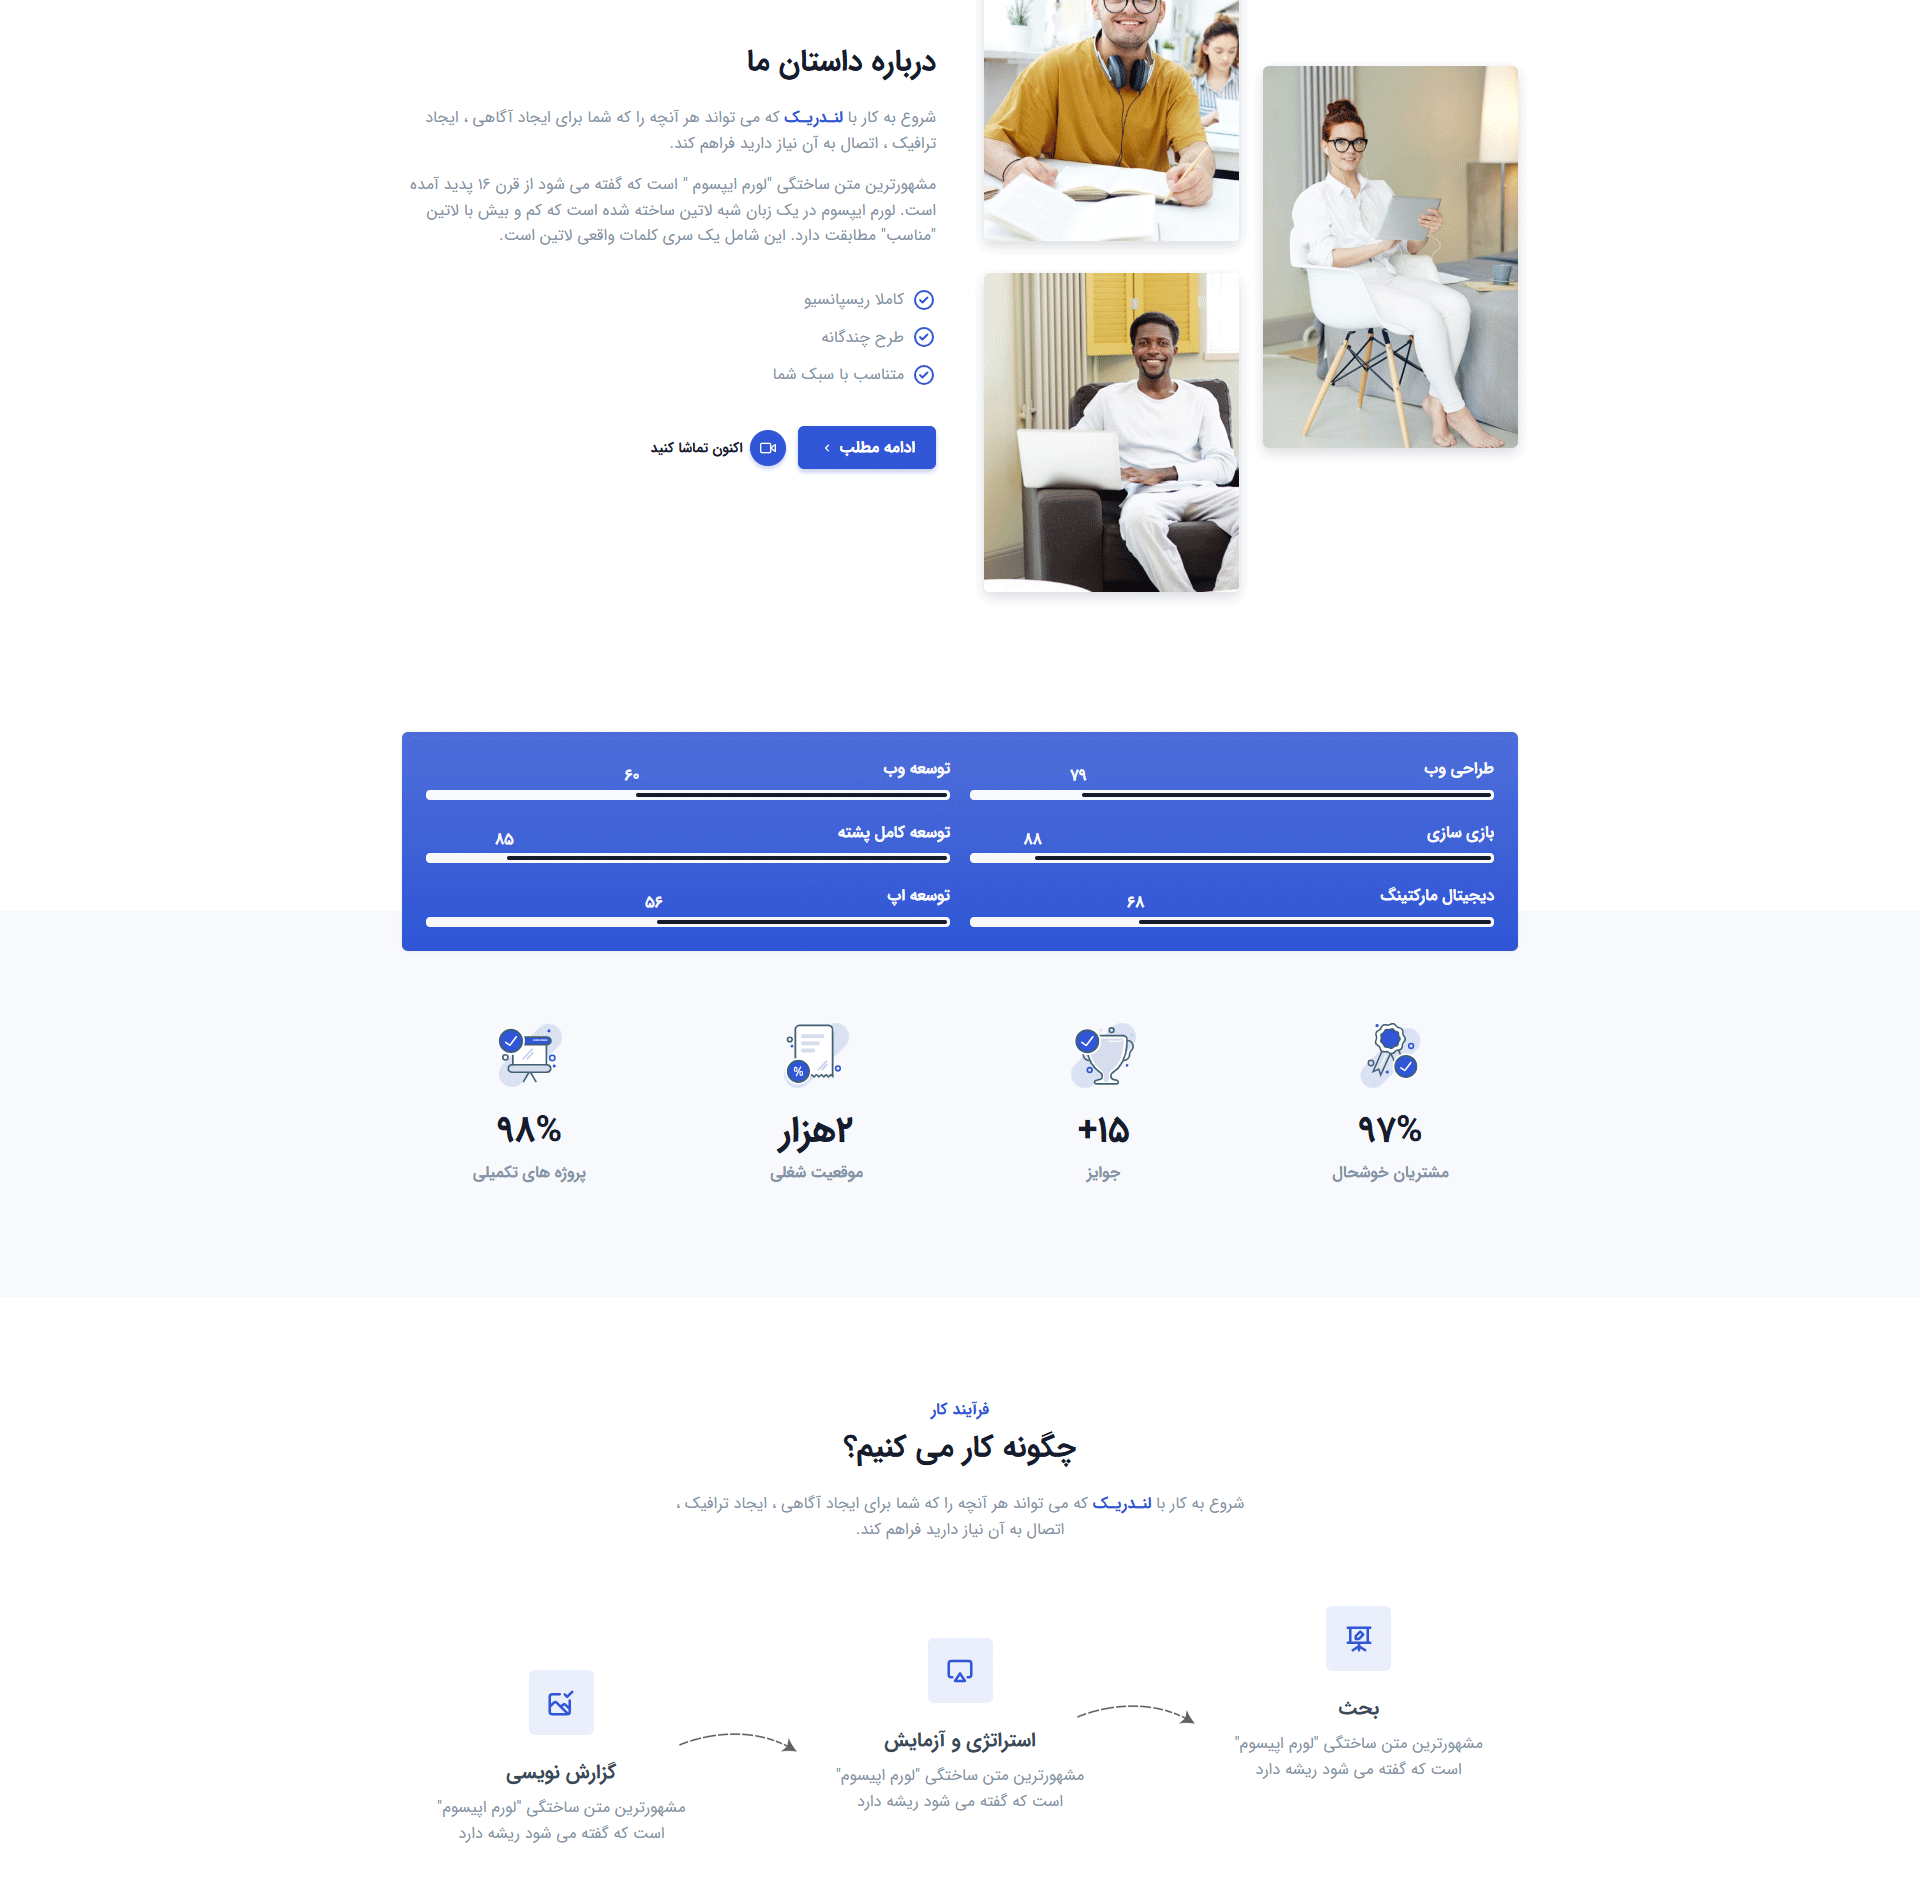 درباره داستان ما
شروع به کار با لنـدریـک که می تواند هر آنچه را که شما برای ایجاد آگاهی ، ایجاد
ترافیک ، اتصال به آن نیاز دارید فراهم کند.
مشهورترین متن ساختگی "لورم ایپسوم " است که گفته می شود از قرن ۱۶ پدید آمده
است. لورم ایپسوم در یک زبان شبه لاتین ساخته شده است که کم و بیش با لاتین
"مناسب" مطابقت دارد. این شامل یک سری کلمات واقعی لاتین است.
کاملا ریسپانسیو
طرح چندگانه
متناسب با سبک شما
ادامه مطلب
اکنون تماشا کنید
طراحی وب
۷۹
توسعه وب
۶۰
بازی سازی
۸۸
توسعه کامل پشته
۸۵
دیجیتال مارکتینگ
۶۸
توسعه اپ
۵۶
%
۹۷%
مشتریان خوشحال
۱۵+
جوایز
۲هزار
موقعیت شغلی
۹۸%
پروژه های تکمیلی
فرآیند کار
چگونه کار می کنیم؟
شروع به کار با لنـدریـک که می تواند هر آنچه را که شما برای ایجاد آگاهی ، ایجاد ترافیک ،
اتصال به آن نیاز دارید فراهم کند.
بحث
مشهورترین متن ساختگی "لورم اپیسوم"
است که گفته می شود ریشه دارد
استراتژی و آزمایش
مشهورترین متن ساختگی "لورم اپیسوم"
است که گفته می شود ریشه دارد
گزارش نویسی
مشهورترین متن ساختگی "لورم اپیسوم"
است که گفته می شود ریشه دارد